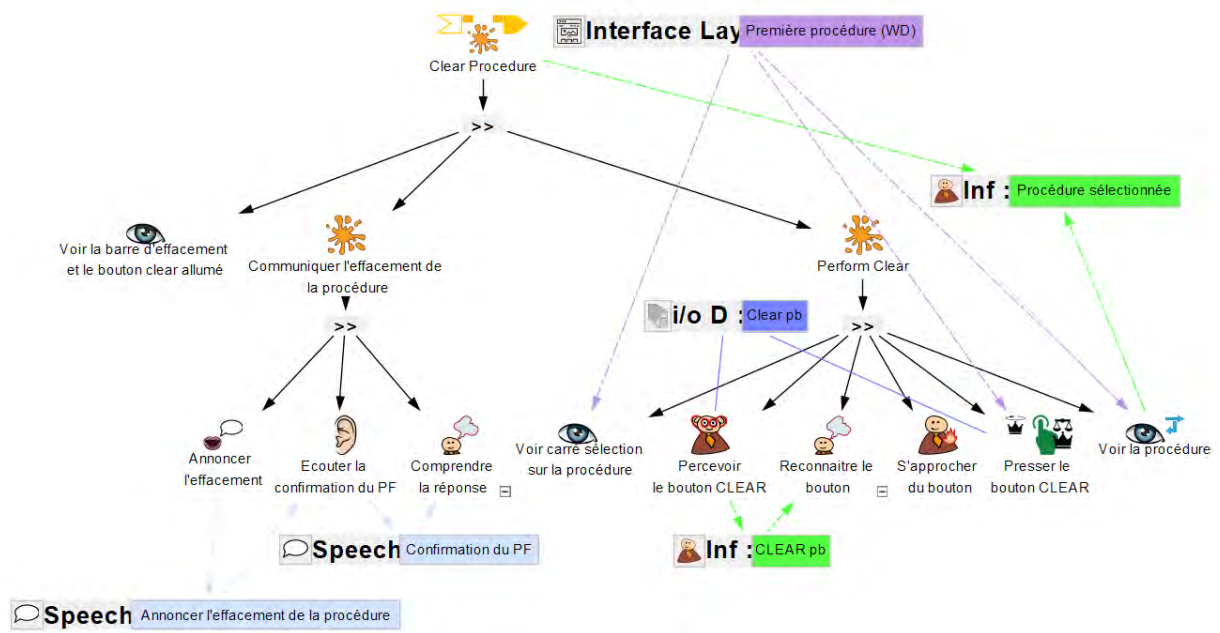 Interface Lay
Première procédure (WD)
Clear Procedure
>>
Inf :
Procédure sélectionnée
Voir la barre d'effacement
et le bouton clear allumé
Communiquer l'effacement de
la procédure
Perform Clear
>>
i/o D :
Clear pb
>>
Annoncer
l'effacement
Ecouter la
confirmation du PF
Comprendre
la réponse
Voir carré sélection
sur la procédure
Percevoir
le bouton CLEAR
Reconnaitre le
bouton
S'approcher
du bouton
Presser le
bouton CLEAR
Voir la procédure
Speech
Confirmation du PF
Inf :
CLEAR pb
Speech
Annoncer l'effacement de la procédure